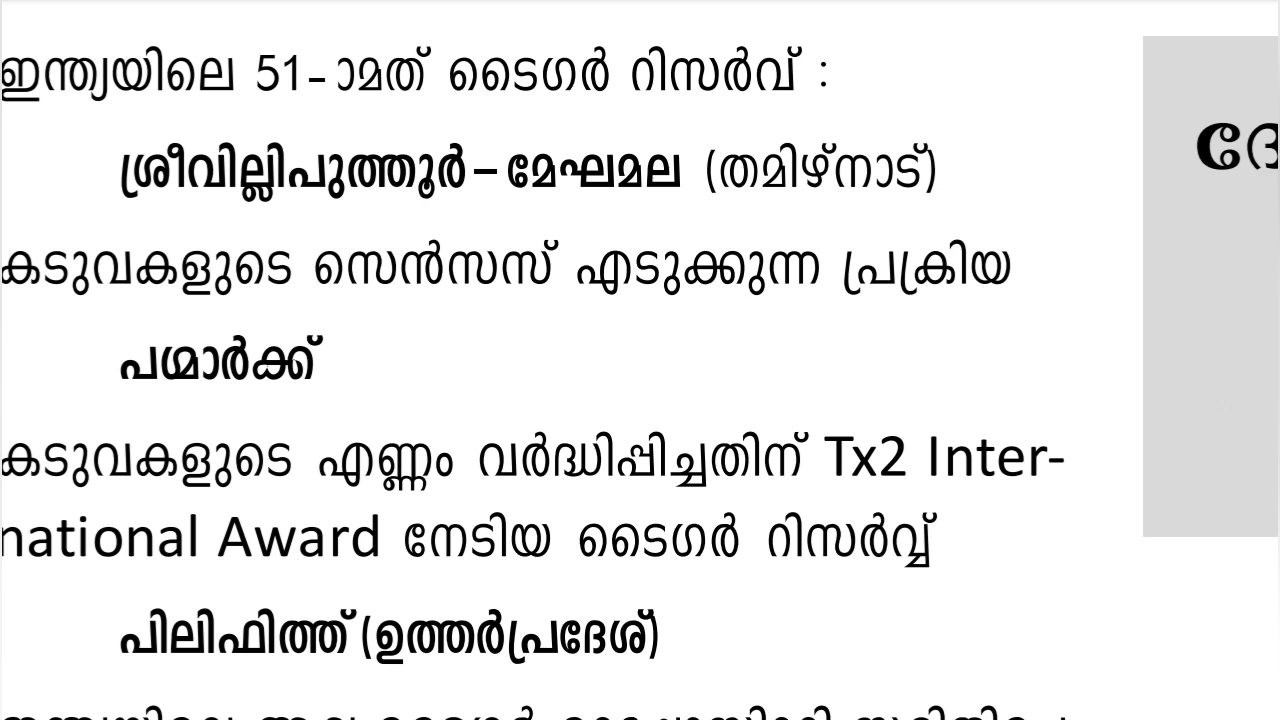 ഇന്ത്യയിലെ 51-ാമത് ടൈഗർ റിസർവ് :
ശ്രീവില്ലിപുത്തൂർ - മേഘമല (തമിഴ്നാട്)
കടുവകളുടെ സെൻസസ് എടുക്കുന്ന പ്രക്രിയ
പഗ്മാർക്ക്
കടുവകളുടെ എണ്ണം വർദ്ധിപ്പിച്ചതിന് Tx2 Inter-
national Award നേടിയ ടൈഗർ റിസർവ്വ്
പിലിഫിത്ത് (ഉത്തർപ്രദേശ്)